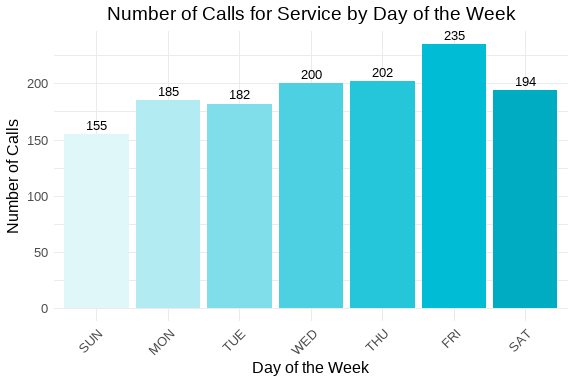 Number of Calls for Service by Day of the Week
Number of Calls
200
150
100
50
0
155
185
182
200
202
235
194
SUN
MON
TUE
WED
THU
FRI
SAT
Day of the Week